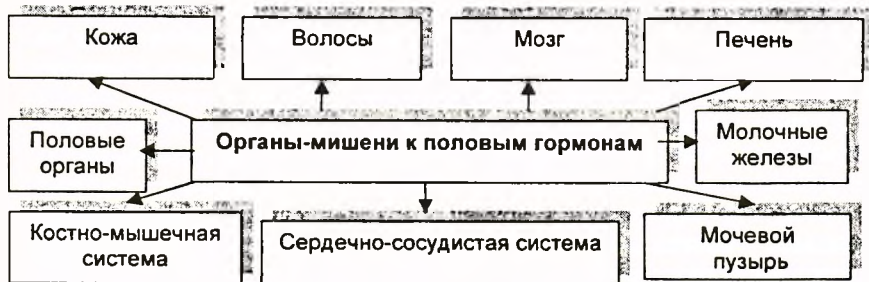 Кожа
Волосы
Мозг
Печень
Половые
органы
Органы-мишени к половым гормонам
Молочные
железы
Костно-мышечная
система
Сердечно-сосудистая система
Мочевой
пузырь